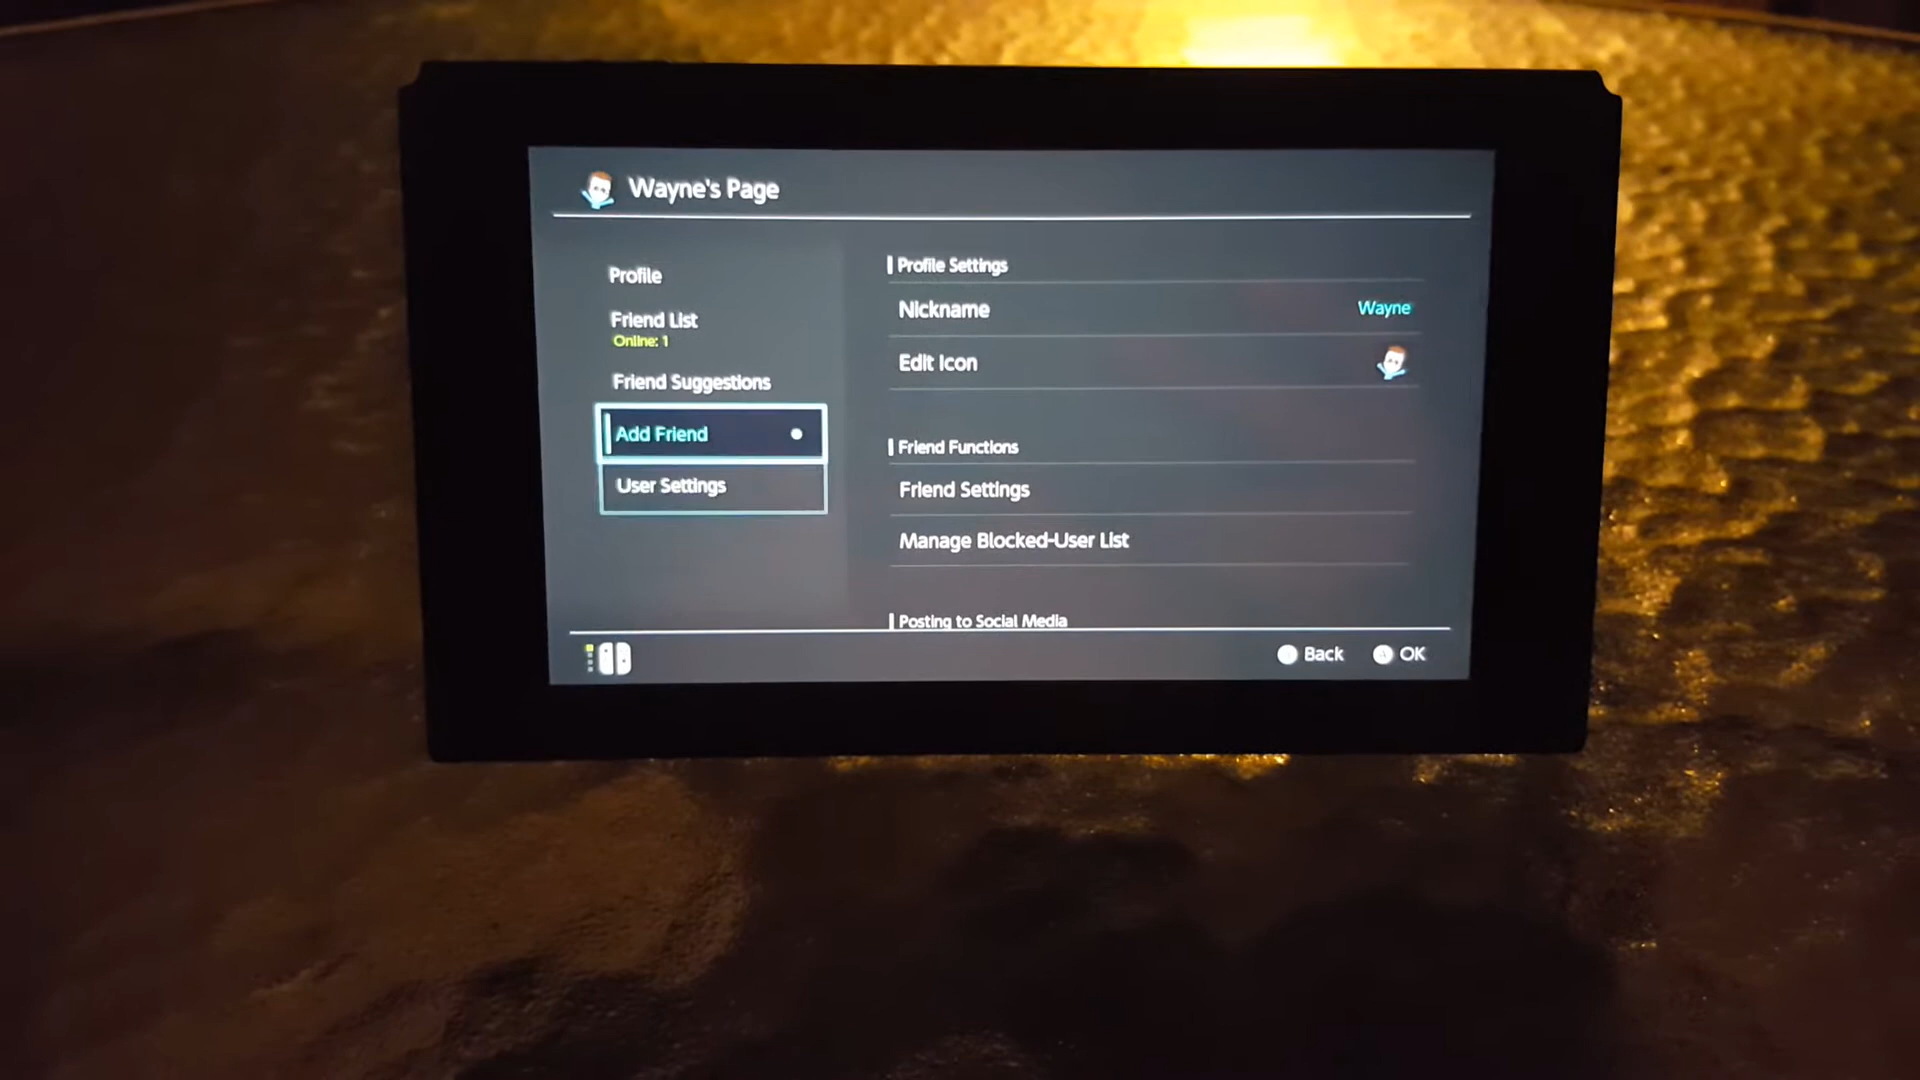 Wayne's Page
Profile
Friend List
Online: 1
Friend Suggestions
Add Friend
User Settings
Profile Settings
Nickname
Wayne
Edit Icon
Friend Functions
Friend Settings
Manage Blocked-User List
Posting to Social Media
Back
OK